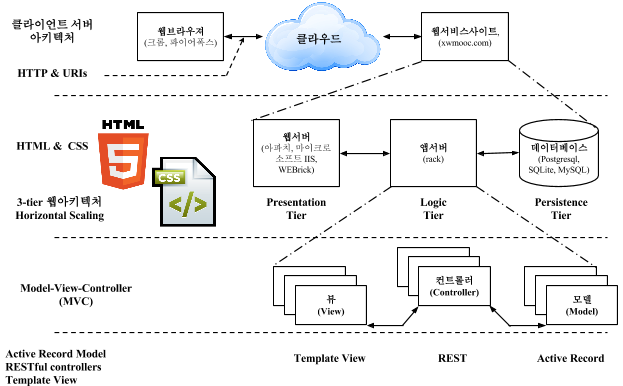 클라이언트 서버
아키텍처
웹브라우져
(크롬, 파이어폭스)
클라우드
웹서비스사이트,
(xwmooc.com)
HTTP & URIs
HTML
5
CSS
</>
HTML & CSS
웹서버
(아파치, 마이크로
소프트 IIS,
WEBrick)
앱서버
(rack)
데이터베이스
(Postgresql,
SQLite, MySQL)
3-tier 웹아키텍처
Horizontal Scaling
Presentation
Tier
Logic
Tier
Persistence
Tier
Model-View-Controller
(MVC)
뷰
(View)
컨트롤러
(Controller)
모델
(Model)
Active Record Model
RESTful controllers
Template View
Template View
REST
Active Record